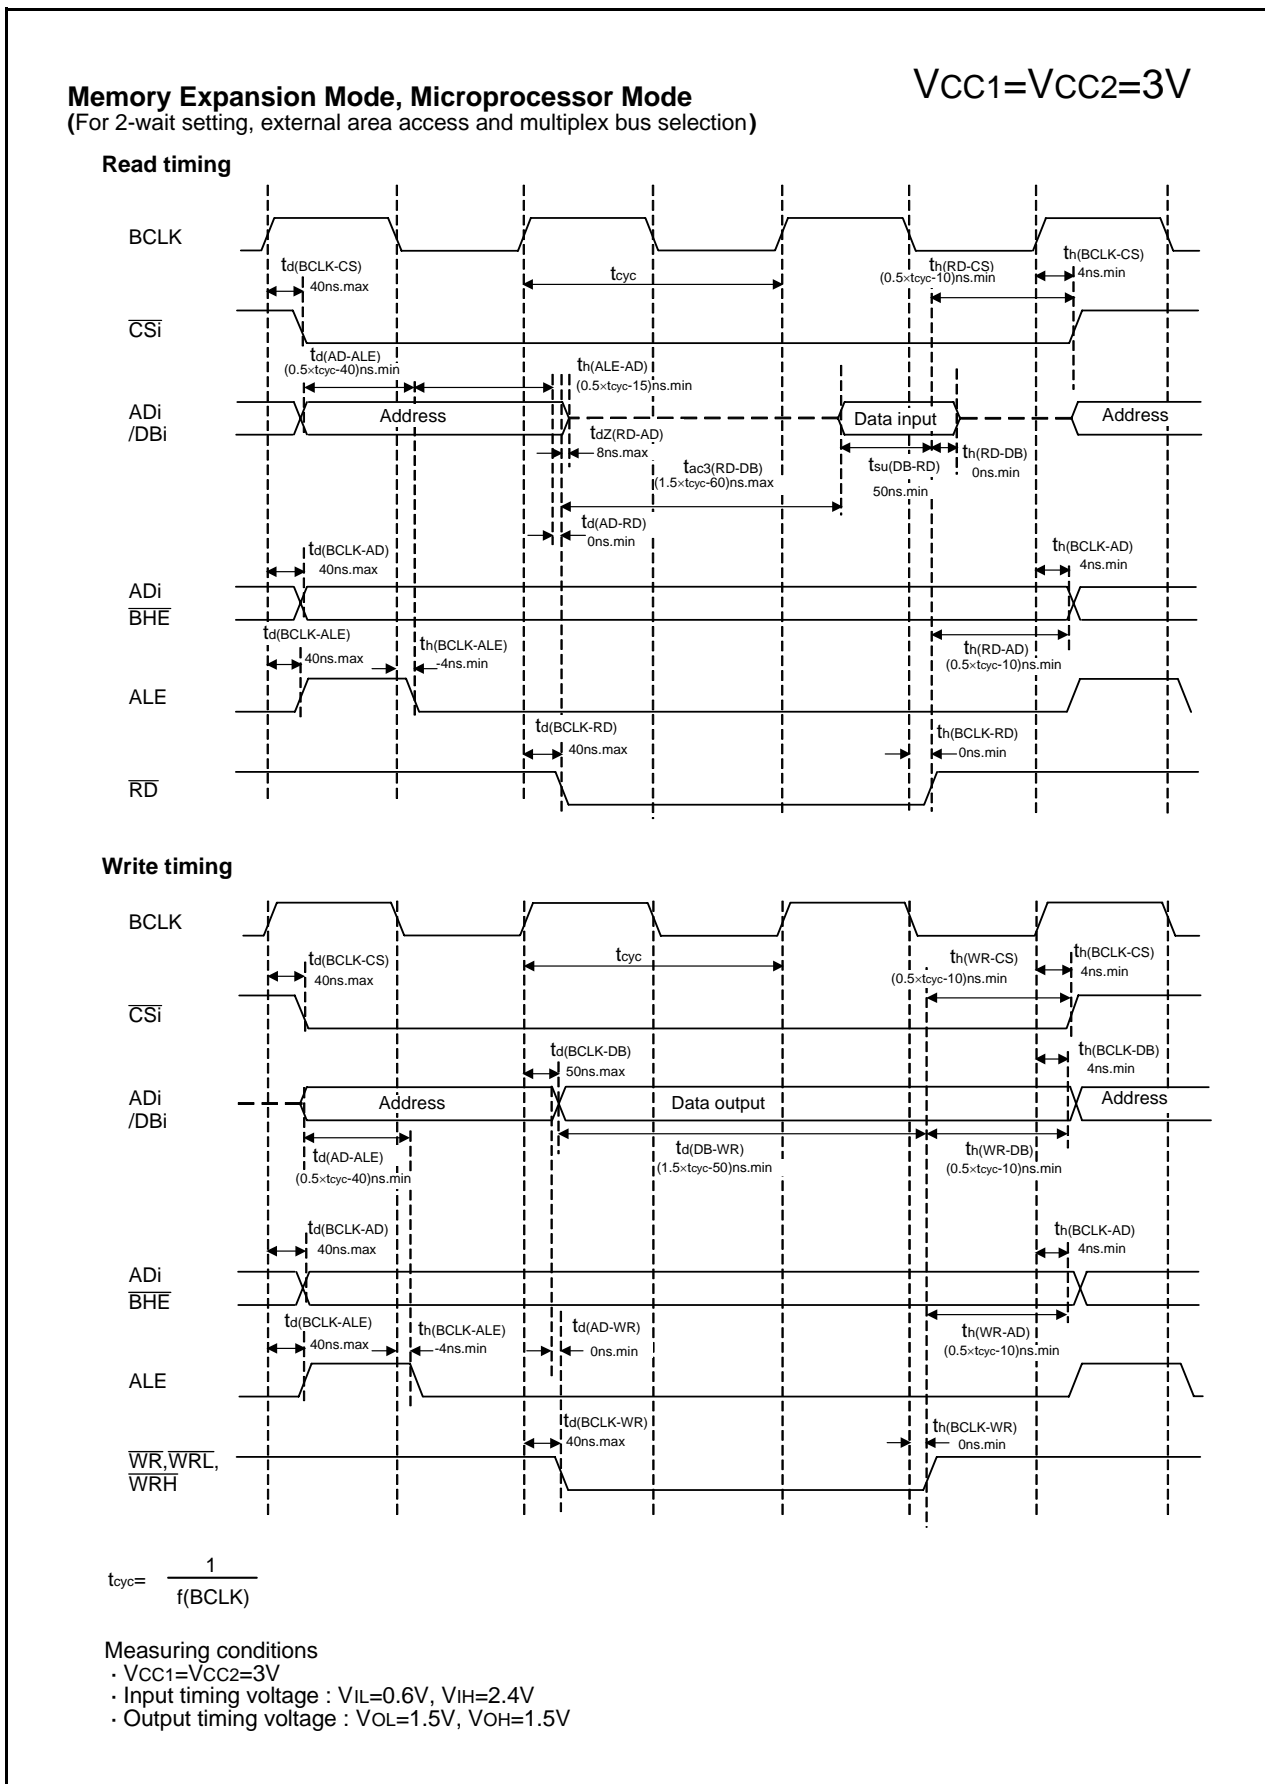 VCC1=VCC2=3V
Memory Expansion Mode, Microprocessor Mode
(For 2-wait setting, external area access and multiplex bus selection)
Read timing
BCLK
td(BCLK-CS)
40ns.max
tcyc
th(RD-CS)
(0.5×tcyc-10)ns.min
th(BCLK-CS)
4ns.min
CSi
td(AD-ALE)
(0.5×tcyc-40)ns.min
th(ALE-AD)
(0.5×tcyc-15)ns.min
ADi
/DBi
Address
Data input
Address
tdZ(RD-AD)
8ns.max
tac3(RD-DB)
(1.5×tcyc-60)ns.max
tsu(DB-RD)
50ns.min
th(RD-DB)
0ns.min
td(AD-RD)
0ns.min
td(BCLK-AD)
40ns.max
th(BCLK-AD)
4ns.min
ADi
BHE
td(BCLK-ALE)
40ns.max
th(BCLK-ALE)
-4ns.min
th(RD-AD)
(0.5×tcyc-10)ns.min
ALE
td(BCLK-RD)
40ns.max
th(BCLK-RD)
0ns.min
RD
Write timing
BCLK
td(BCLK-CS)
40ns.max
tcyc
th(WR-CS)
(0.5×tcyc-10)ns.min
th(BCLK-CS)
4ns.min
CSi
td(BCLK-DB)
50ns.max
th(BCLK-DB)
4ns.min
ADi
/DBi
Address
Data output
Address
td(AD-ALE)
(0.5×tcyc-40)ns.min
td(DB-WR)
(1.5×tcyc-50)ns.min
th(WR-DB)
(0.5×tcyc-10)ns.min
td(BCLK-AD)
40ns.max
th(BCLK-AD)
4ns.min
ADi
BHE
td(BCLK-ALE)
40ns.max
th(BCLK-ALE)
-4ns.min
td(AD-WR)
0ns.min
th(WR-AD)
(0.5×tcyc-10)ns.min
ALE
td(BCLK-WR)
40ns.max
th(BCLK-WR)
0ns.min
WR,WRL,
WRH
tcyc= 1
f(BCLK)
Measuring conditions
· VCC1=VCC2=3V
· Input timing voltage : VIL=0.6V, VIH=2.4V
· Output timing voltage : VOL=1.5V, VOH=1.5V